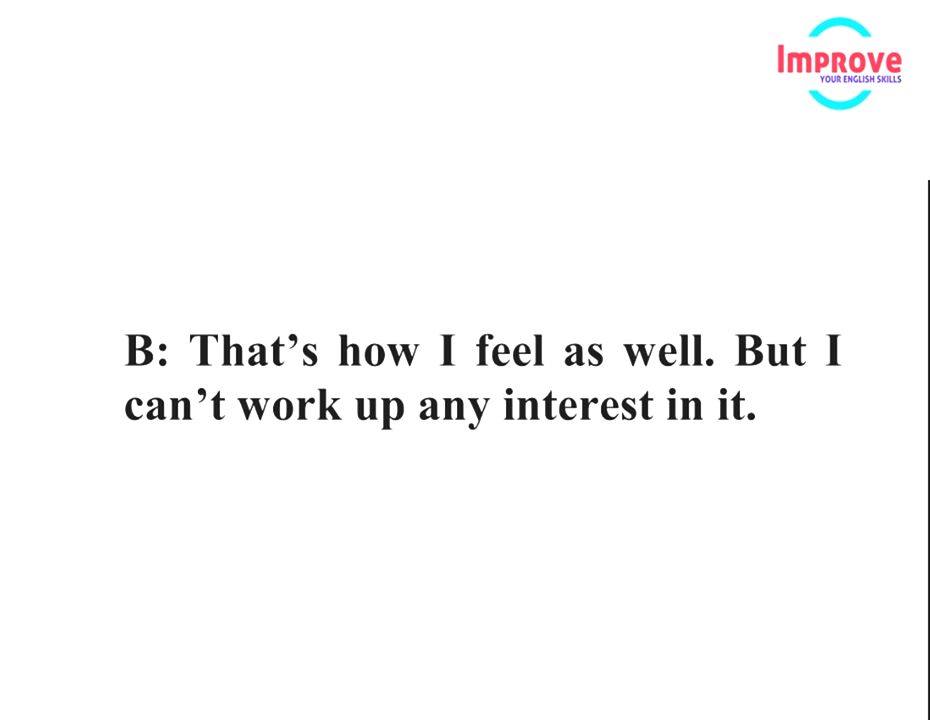 Improve
YOUR ENGLISH SKILLS
B: That’s how I feel as well. But I
can’t work up any interest in it.